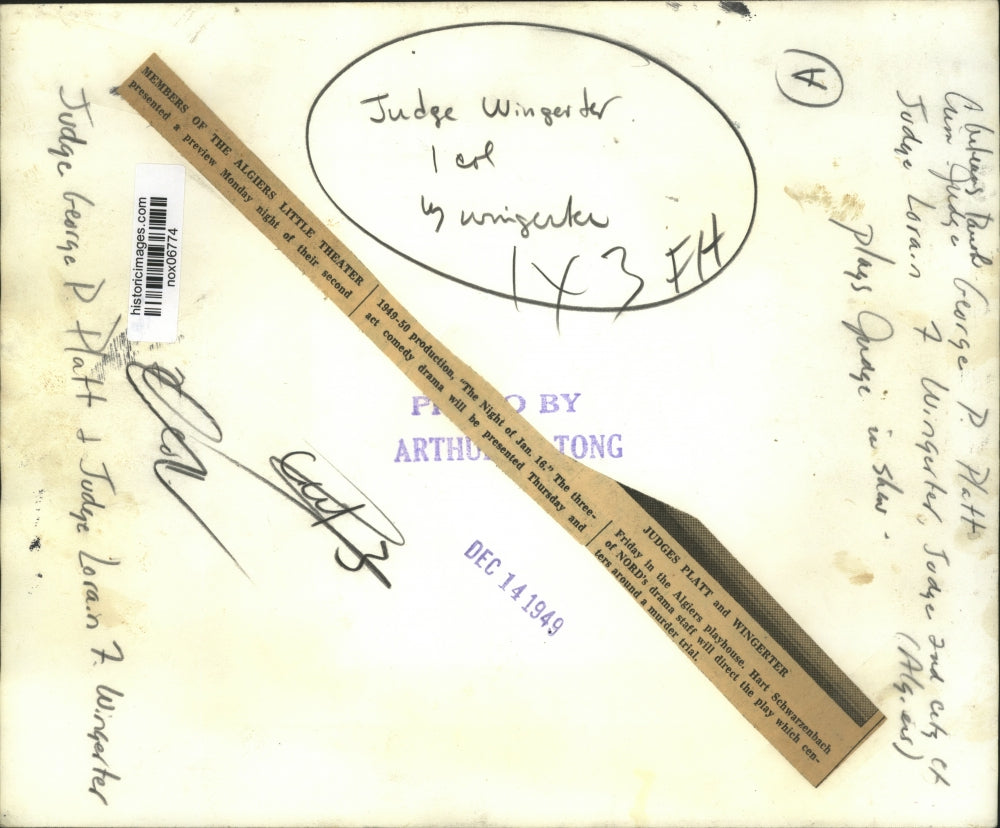 Judge Wingerter
1 col
Wingerter
1 X 3 FH
A
George P. Platt
Judge
Judge Lorain F. Wingerter, Judge 2nd city ct
(Algiers)
Plays Judge in show.
MEMBERS OF THE ALGIERS LITTLE THEATER
presented a preview Monday night of their second
1949-50 production, "The Night of Jan. 16." The three-
act comedy drama will be presented Thursday and
JUDGES PLATT and WINGERTER
Friday in the Algiers playhouse. Hart Schwarzenbach
of NORD's drama staff will direct the play which cen-
ters around a murder trial.
historicimages.com
nox06774
BY
ARTHU TONG
DEC 14 1949
cut 3
Judge George P Platt & Judge Lorain F. Wingerter